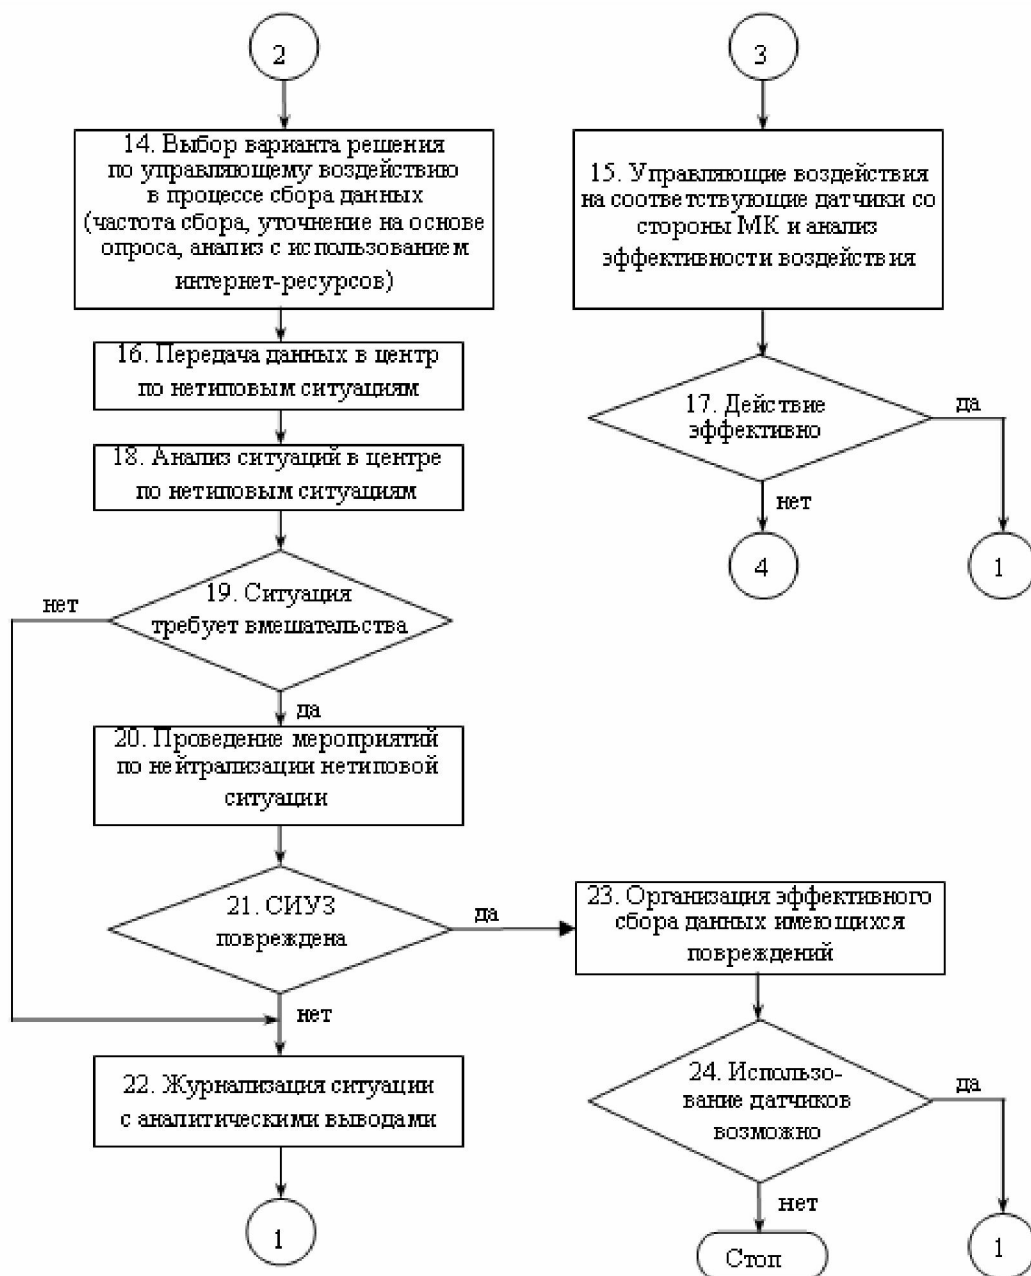 2
14. Выбор варианта решения
по управляющему воздействию
в процессе сбора данных
(частота сбора, уточнение на основе
опроса, анализ с использованием
интернет-ресурсов)
16. Передача данных в центр
по нетиповым ситуациям
18. Анализ ситуаций в центре
по нетиповым ситуациям
19. Ситуация
требует вмешательства
нет
да
20. Проведение мероприятий
по нейтрализации нетиповой
ситуации
21. СИУЗ
повреждена
да
нет
22. Журнализация ситуации
с аналитическими выводами
1
3
15. Управляющие воздействия
на соответствующие датчики со
стороны МК и анализ
эффективности воздействия
17. Действие
эффективно
да
нет
4
1
23. Организация эффективного
сбора данных имеющихся
повреждений
24. Использо-
вание датчиков
возможно
да
нет
Стоп
1